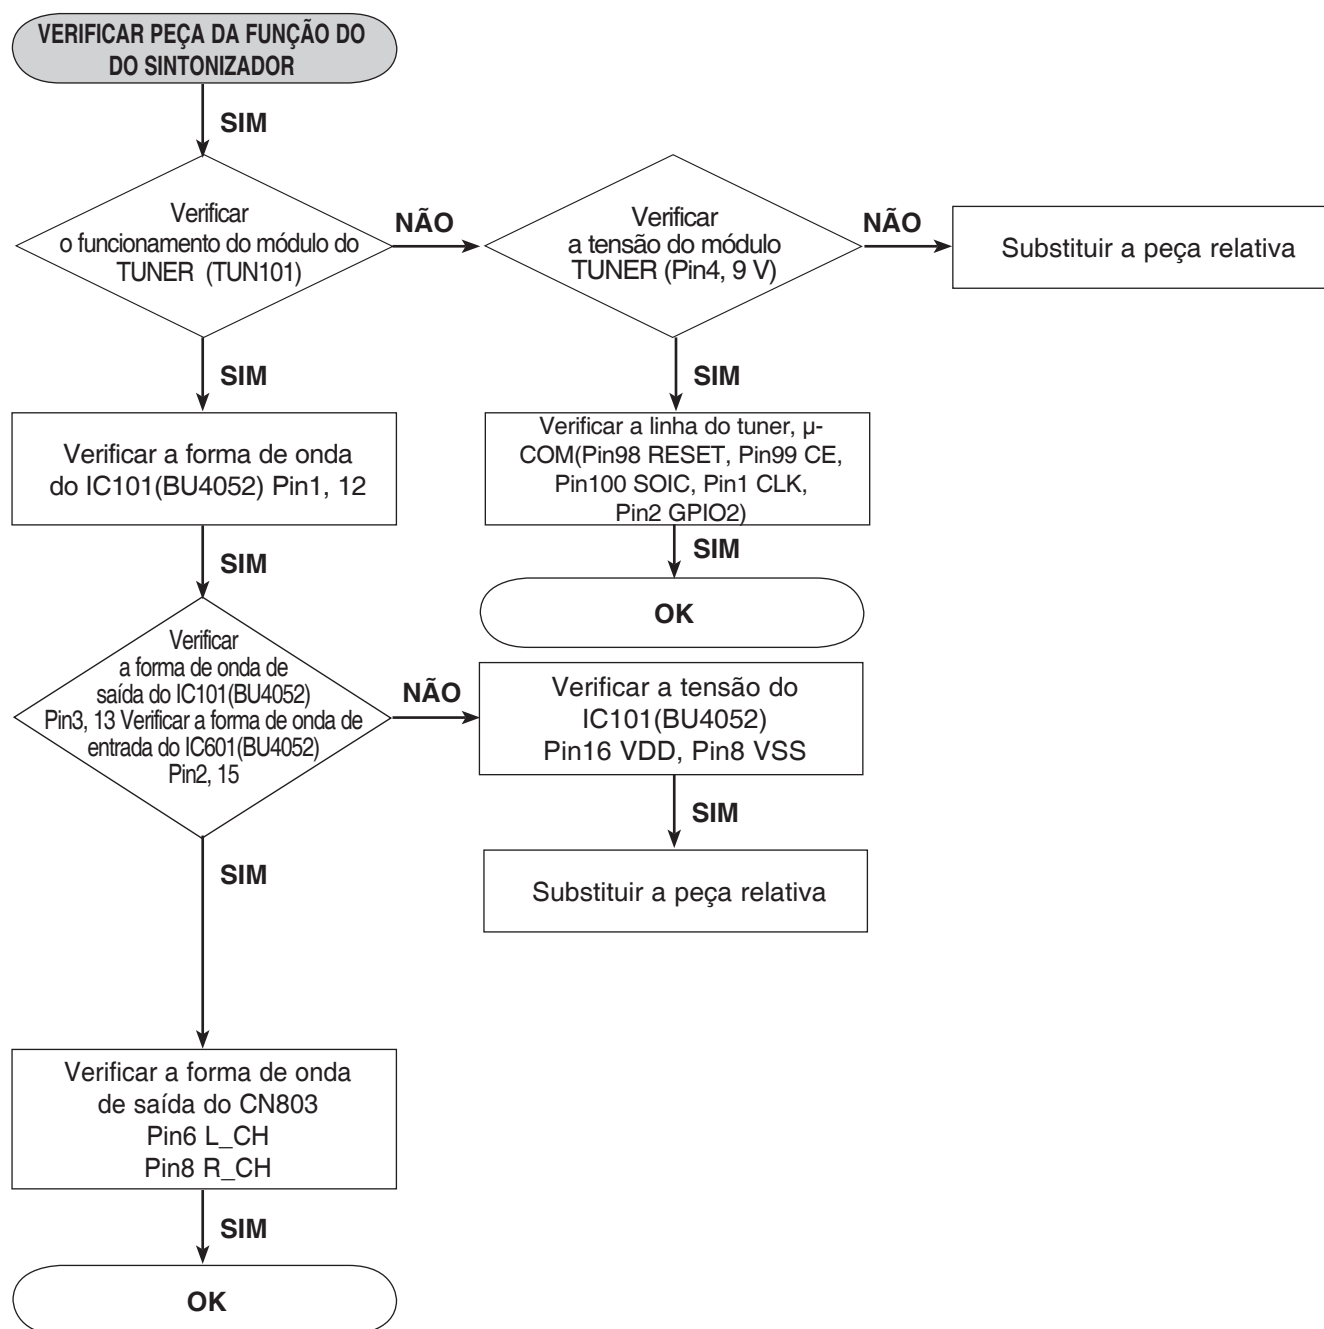 VERIFICAR PEÇA DA FUNÇÃO DO
DO SINTONIZADOR
SIM
Verificar
o funcionamento do módulo do
TUNER (TUN101)
NÃO
Verificar
a tensão do módulo
TUNER (Pin4, 9 V)
NÃO
Substituir a peça relativa
SIM
SIM
Verificar a forma de onda
do IC101(BU4052) Pin1, 12
Verificar a linha do tuner, µ-
COM(Pin98 RESET, Pin99 CE,
Pin100 SOIC, Pin1 CLK,
Pin2 GPIO2)
SIM
SIM
OK
Verificar
a forma de onda de
saída do IC101(BU4052)
Pin3, 13 Verificar a forma de onda de
entrada do IC601(BU4052)
Pin2, 15
NÃO
Verificar a tensão do
IC101(BU4052)
Pin16 VDD, Pin8 VSS
SIM
SIM
Substituir a peça relativa
Verificar a forma de onda
de saída do CN803
Pin6 L_CH
Pin8 R_CH
SIM
OK